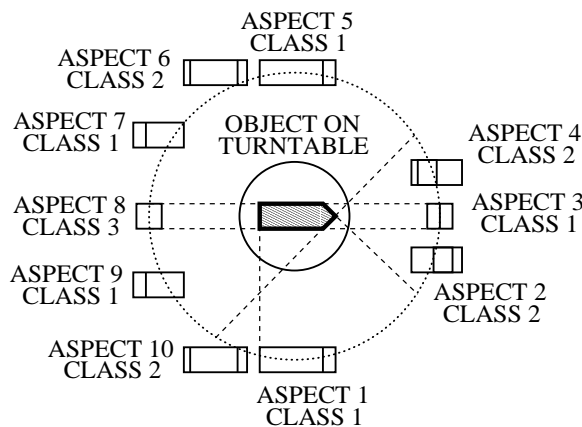 ASPECT 5
CLASS 1
ASPECT 6
CLASS 2
ASPECT 7
CLASS 1
OBJECT ON
TURNTABLE
ASPECT 4
CLASS 2
ASPECT 8
CLASS 3
ASPECT 3
CLASS 1
ASPECT 9
CLASS 1
ASPECT 2
CLASS 2
ASPECT 10
CLASS 2
ASPECT 1
CLASS 1